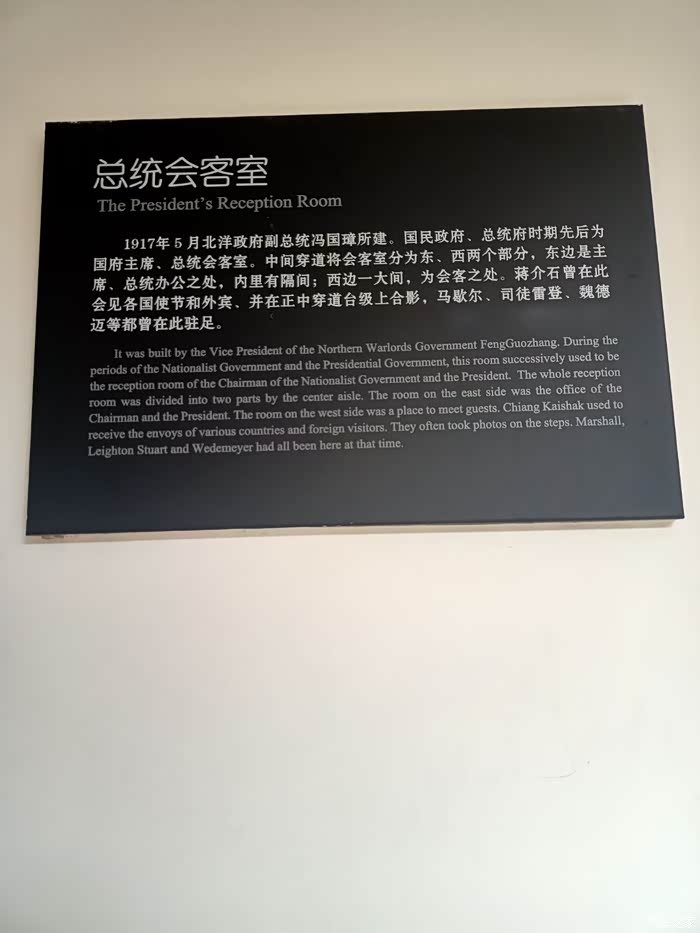 总统会客室
The President's Reception Room
1917年5月北洋政府副总统冯国璋所建。国民政府、总统府时期先后为
国府主席、总统会客室。中间穿道将会客室分为东、西两个部分，东边是主
席、总统办公之处，内里有隔间；西边一大间，为会客之处。蒋介石曾在此
会见各国使节和外宾、并在正中穿道台级上合影，马歇尔、司徒雷登、魏德
迈等都曾在此驻足。
It was built by the Vice President of the Northern Warlords Government FengGuozhang. During the
periods of the Nationalist Government and the Presidential Government, this room successively used to be
the reception room of the Chairman of the Nationalist Government and the President. The whole reception
room was divided into two parts by the center aisle. The room on the east side was the office of the
Chairman and the President. The room on the west side was a place to meet guests. Chiang Kaishak used to
receive the envoys of various countries and foreign visitors. They often took photos on the steps. Marshall,
Leighton Stuart and Wedemeyer had all been here at that time.